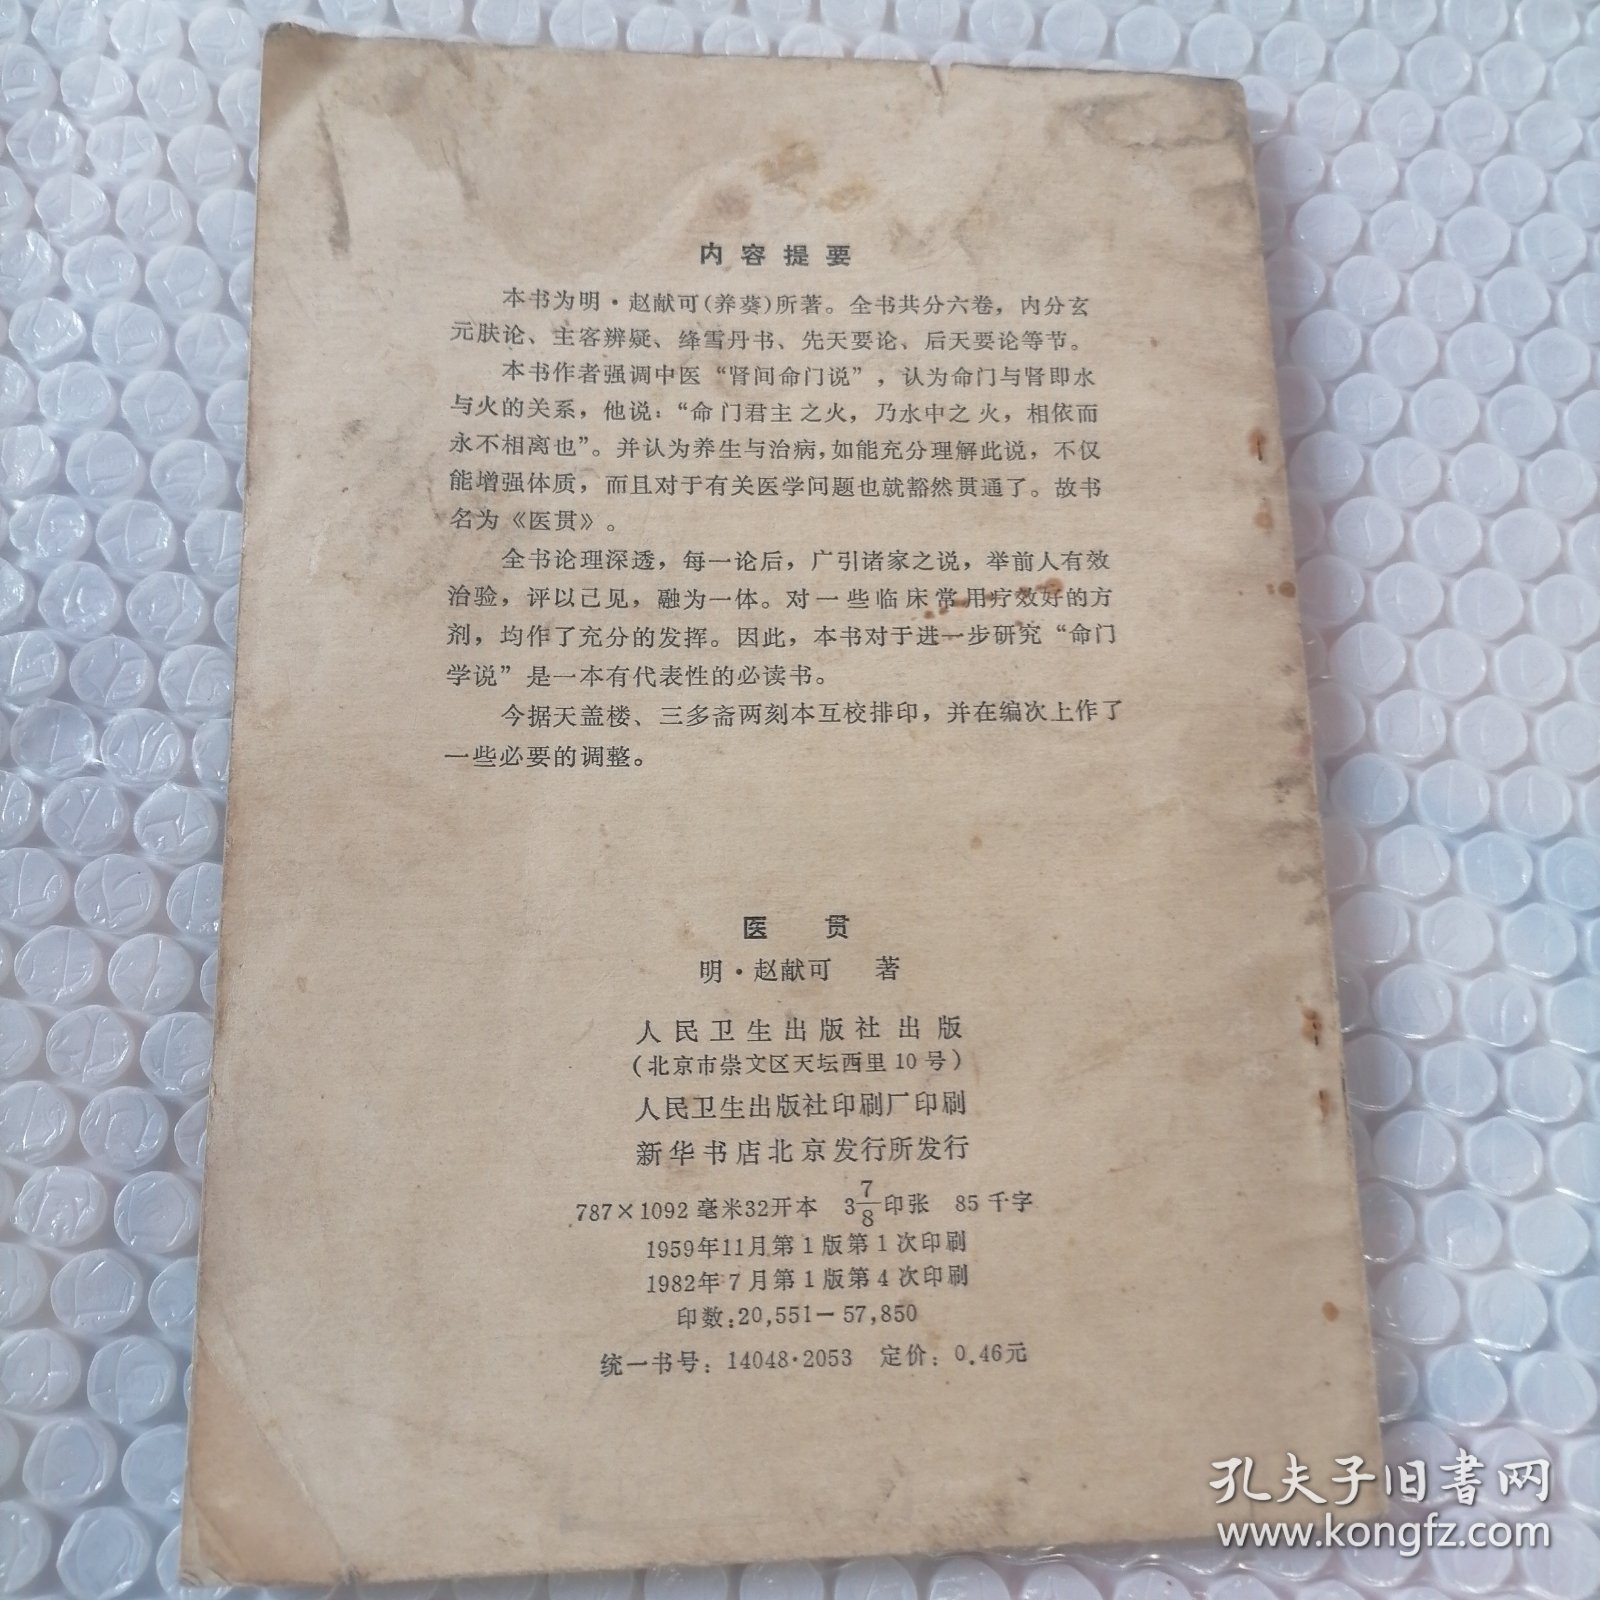 内容提要
本书为明·赵献可(养葵)所著。全书共分六卷，内分玄
元肤论、主客辨疑、绛雪丹书、先天要论、后天要论等节。
本书作者强调中医“肾间命门说”，认为命门与肾即水
与火的关系，他说：“命门君主之火，乃水中之火，相依而
永不相离也”。并认为养生与治病，如能充分理解此说，不仅
能增强体质，而且对于有关医学问题也就豁然贯通了。故书
名为《医贯》。
全书论理深透，每一论后，广引诸家之说，举前人有效
治验，评以己见，融为一体。对一些临床常用疗效好的方
剂，均作了充分的发挥。因此，本书对于进一步研究“命门
学说”是一本有代表性的必读书。
今据天盖楼、三多斋两刻本互校排印，并在编次上作了
一些必要的调整。
医 贯
明·赵献可 著
人民卫生出版社出版
(北京市崇文区天坛西里10号)
人民卫生出版社印刷厂印刷
新华书店北京发行所发行
787×1092毫米32开本 3 7/8印张 85千字
1959年11月第1版第1次印刷
1982年7月第1版第4次印刷
印数：20,551—57,850
统一书号：14048·2053 定价：0.46元
孔夫子旧书网
www.kongfz.com